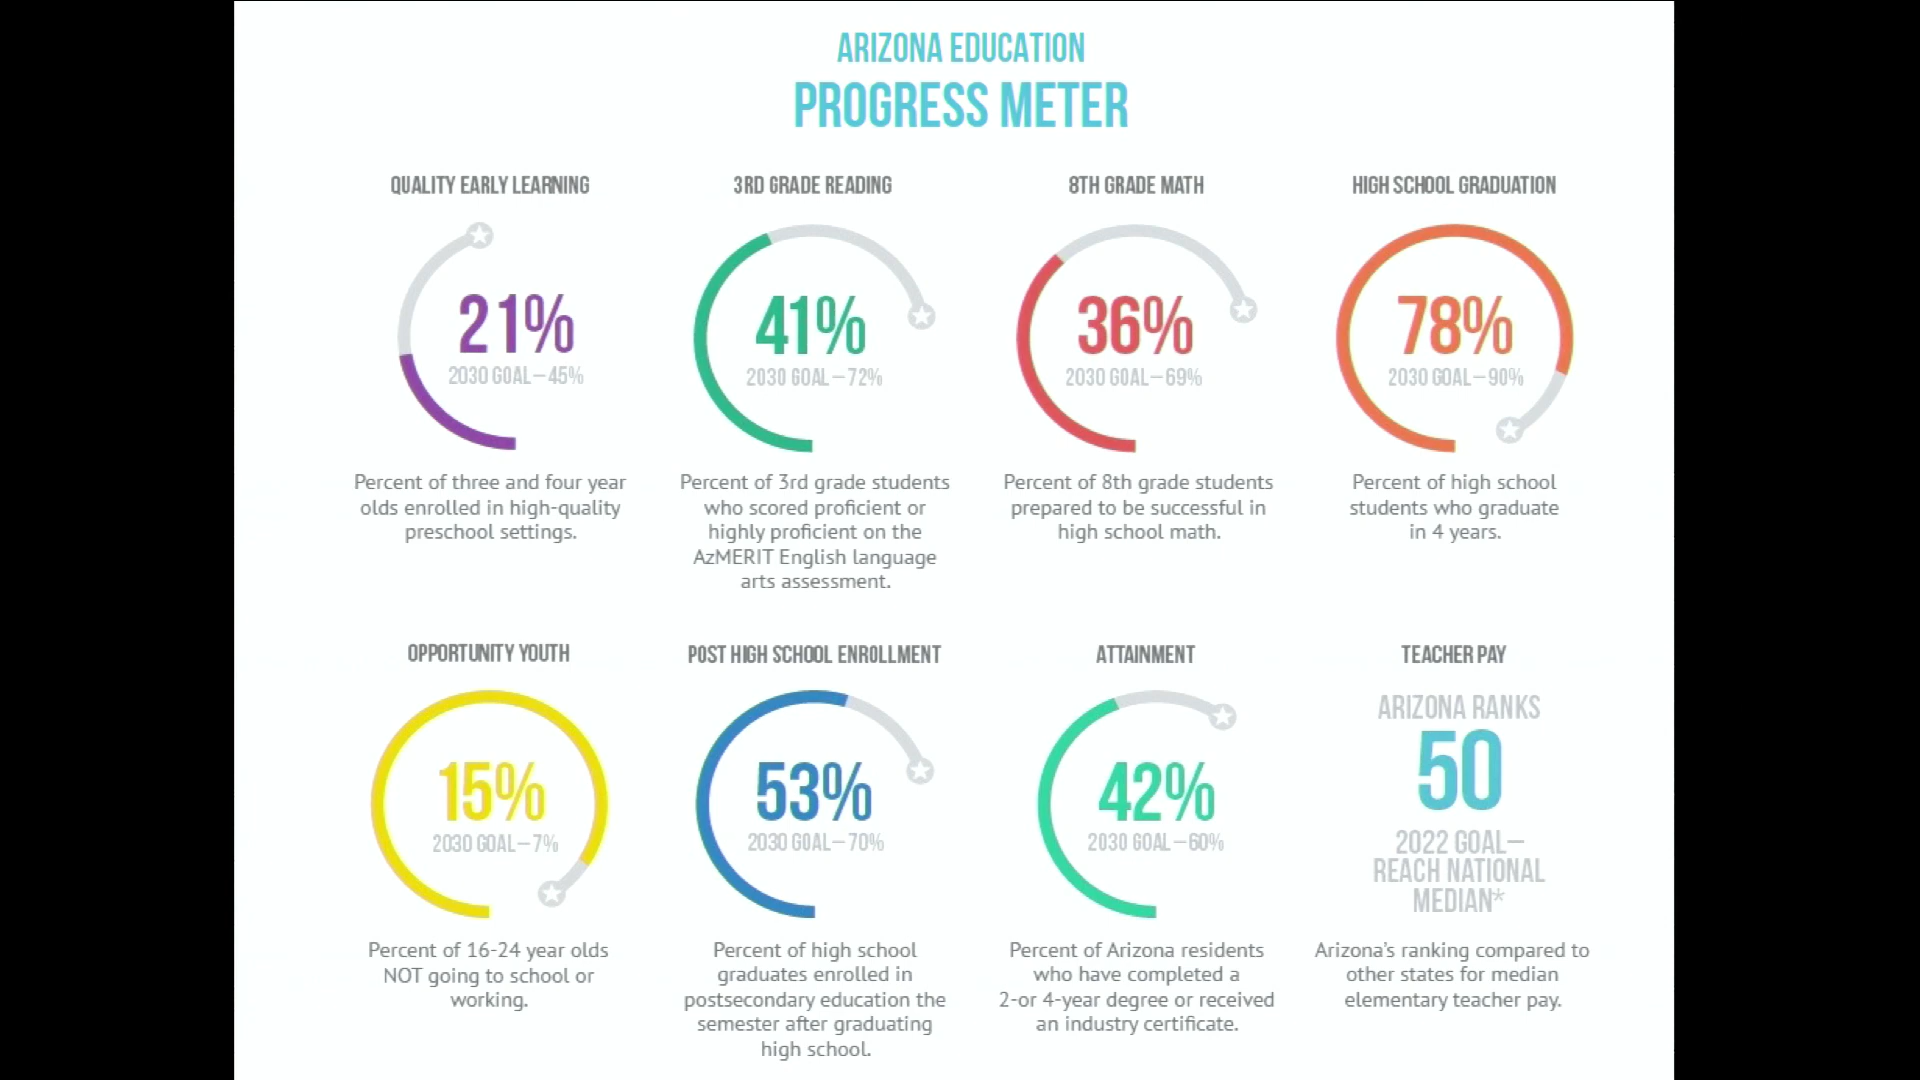 ARIZONA EDUCATION
PROGRESS METER
QUALITY EARLY LEARNING
21%
2030 GOAL—45%
Percent of three and four year
olds enrolled in high-quality
preschool settings.
3RD GRADE READING
41%
2030 GOAL—72%
Percent of 3rd grade students
who scored proficient or
highly proficient on the
AzMERIT English language
arts assessment.
8TH GRADE MATH
36%
2030 GOAL—69%
Percent of 8th grade students
prepared to be successful in
high school math.
HIGH SCHOOL GRADUATION
78%
2030 GOAL—90%
Percent of high school
students who graduate
in 4 years.
OPPORTUNITY YOUTH
15%
2030 GOAL—7%
Percent of 16-24 year olds
NOT going to school or
working.
POST HIGH SCHOOL ENROLLMENT
53%
2030 GOAL—70%
Percent of high school
graduates enrolled in
postsecondary education the
semester after graduating
high school.
ATTAINMENT
42%
2030 GOAL—60%
Percent of Arizona residents
who have completed a
2-or 4-year degree or received
an industry certificate.
TEACHER PAY
ARIZONA RANKS
50
2022 GOAL—
REACH NATIONAL
MEDIAN*
Arizona's ranking compared to
other states for median
elementary teacher pay.